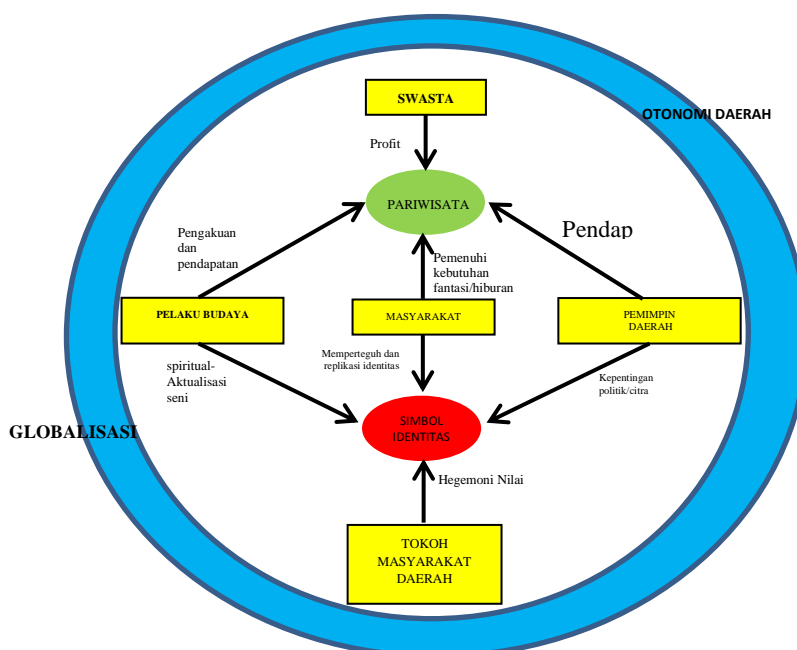 SWASTA
OTONOMI DAERAH
Profit
PARIWISATA
Pengakuan
dan
pendapatan
Pemenuhi
kebutuhan
fantasi/hiburan
Pendap
PELAKU BUDAYA
MASYARAKAT
PEMIMPIN
DAERAH
spiritual-
Aktualisasi
seni
Memperteguh dan
replikasi identitas
Kepentingan
politik/citra
GLOBALISASI
SIMBOL
IDENTITAS
Hegemoni Nilai
TOKOH
MASYARAKAT
DAERAH